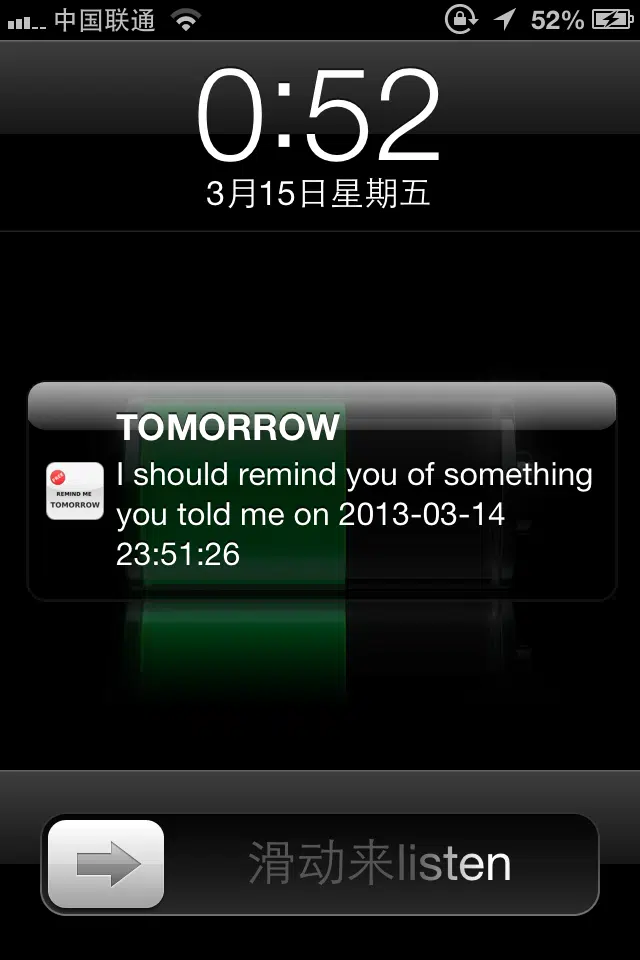 中国联通 52%
0:52
3月15日星期五
TOMORROW
I should remind you of something
you told me on 2013-03-14
23:51:26
FREE
REMIND ME
TOMORROW
滑动来listen